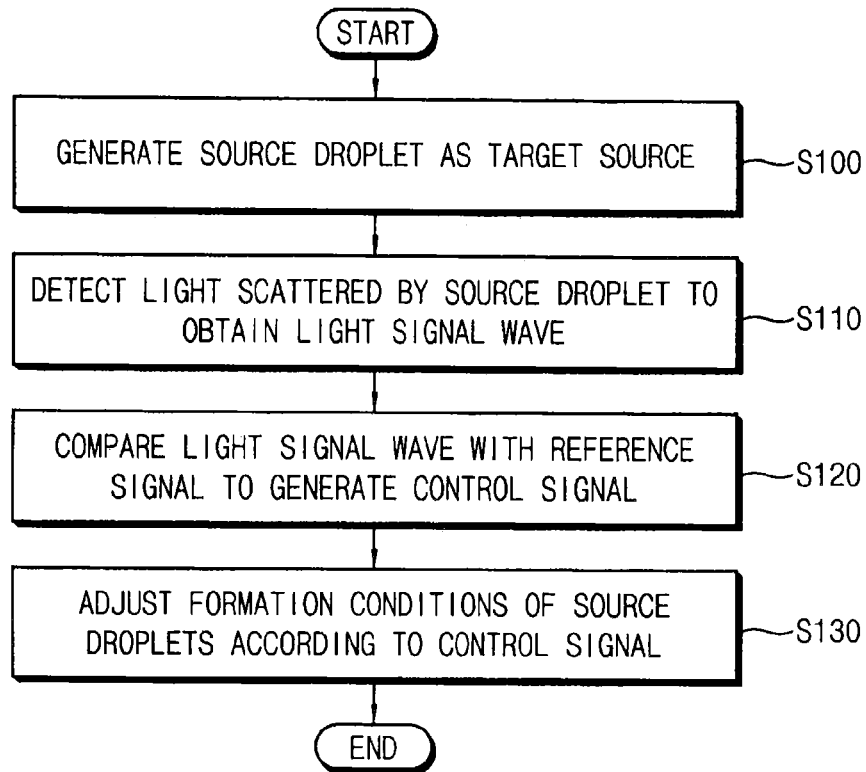 START
GENERATE SOURCE DROPLET AS TARGET SOURCE
S100
DETECT LIGHT SCATTERED BY SOURCE DROPLET TO
OBTAIN LIGHT SIGNAL WAVE
S110
COMPARE LIGHT SIGNAL WAVE WITH REFERENCE
SIGNAL TO GENERATE CONTROL SIGNAL
S120
ADJUST FORMATION CONDITIONS OF SOURCE
DROPLETS ACCORDING TO CONTROL SIGNAL
S130
END